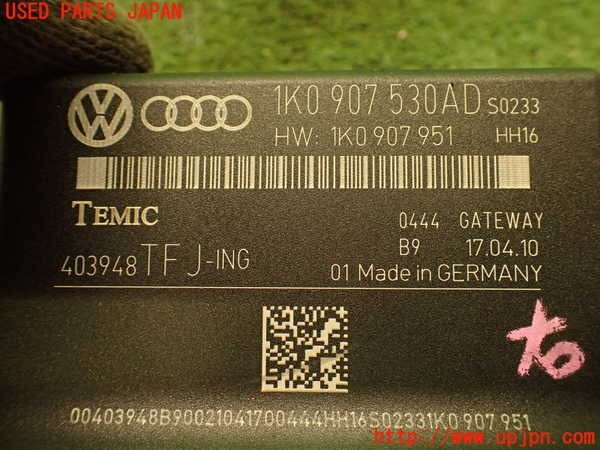 USED PARTS JAPAN
1K0 907 530AD S0233
HW: 1K0 907 951 HH16
TEMIC
0444 GATEWAY
B9 17.04.10
403948 TFJ-ING
01 Made in GERMANY
00403948B90021041700444HH16S02331K0 907 951
http://www.upjpn.com/